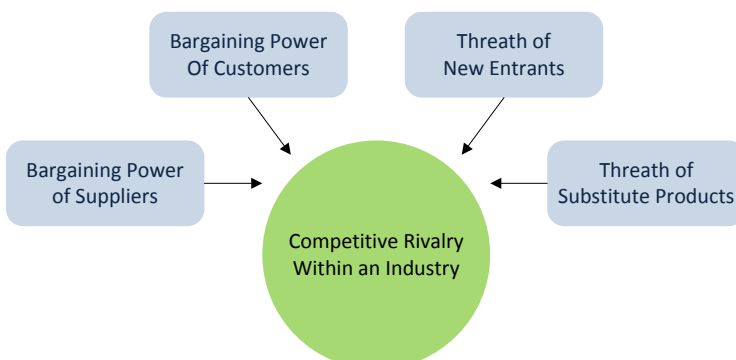 Bargaining Power
Of Customers
Threath of
New Entrants
Bargaining Power
of Suppliers
Threath of
Substitute Products
Competitive Rivalry
Within an Industry